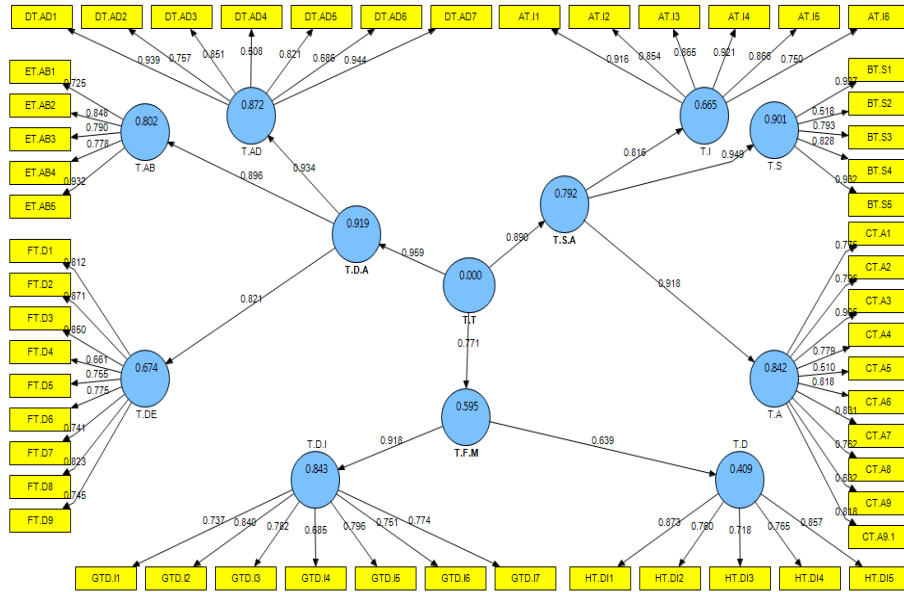 DT.AD1 DT.AD2 DT.AD3 DT.AD4 DT.AD5 DT.AD6 DT.AD7 AT.I1 AT.I2 AT.I3 AT.I4 AT.I5 AT.I6
0.939 0.757 0.851 0.508 0.821 0.686 0.944
0.916 0.854 0.865 0.921 0.866 0.750
ET.AB1
ET.AB2
ET.AB3
ET.AB4
ET.AB5
0.725
0.848
0.790
0.778
0.932
0.802
T.AB
0.872
T.AD
0.665
T.I
0.901
T.S
BT.S1
BT.S2
BT.S3
BT.S4
BT.S5
0.518
0.793
0.828
0.932
0.896
0.934
0.816
0.949
0.919
T.D.A
0.792
T.S.A
0.959
0.890
0.000
T.T
0.821
0.918
0.771
FT.D1
FT.D2
FT.D3
FT.D4
FT.D5
FT.D6
FT.D7
FT.D8
FT.D9
0.812
0.871
0.850
0.661
0.755
0.775
0.741
0.823
0.745
0.674
T.DE
CT.A1
CT.A2
CT.A3
CT.A4
CT.A5
CT.A6
CT.A7
CT.A8
CT.A9
CT.A9.1
0.775
0.779
0.510
0.818
0.831
0.762
0.632
0.818
0.842
T.A
0.595
T.F.M
0.918
0.639
T.D.I
0.843
T.D
0.409
0.737 0.840 0.782 0.685 0.796 0.751 0.774
0.873 0.760 0.718 0.765 0.857
GTD.I1 GTD.I2 GTD.I3 GTD.I4 GTD.I5 GTD.I6 GTD.I7 HT.DI1 HT.DI2 HT.DI3 HT.DI4 HT.DI5